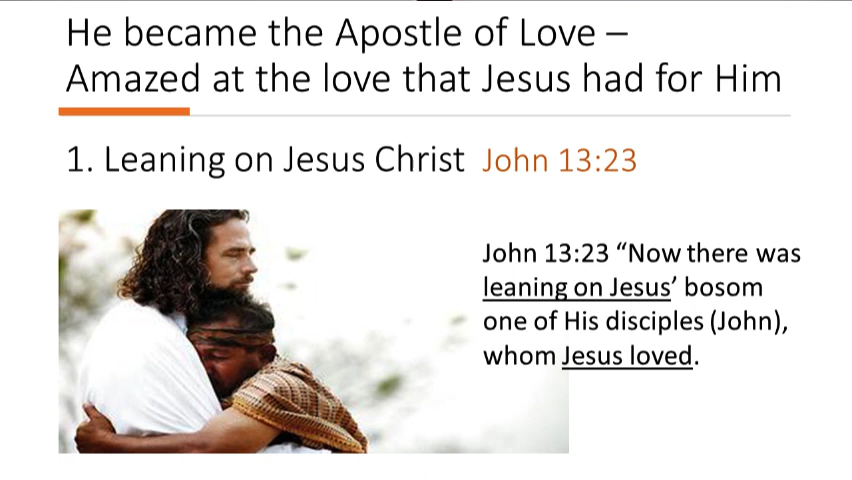 He became the Apostle of Love –
Amazed at the love that Jesus had for Him
1. Leaning on Jesus Christ John 13:23
John 13:23 “Now there was
leaning on Jesus’ bosom
one of His disciples (John),
whom Jesus loved.